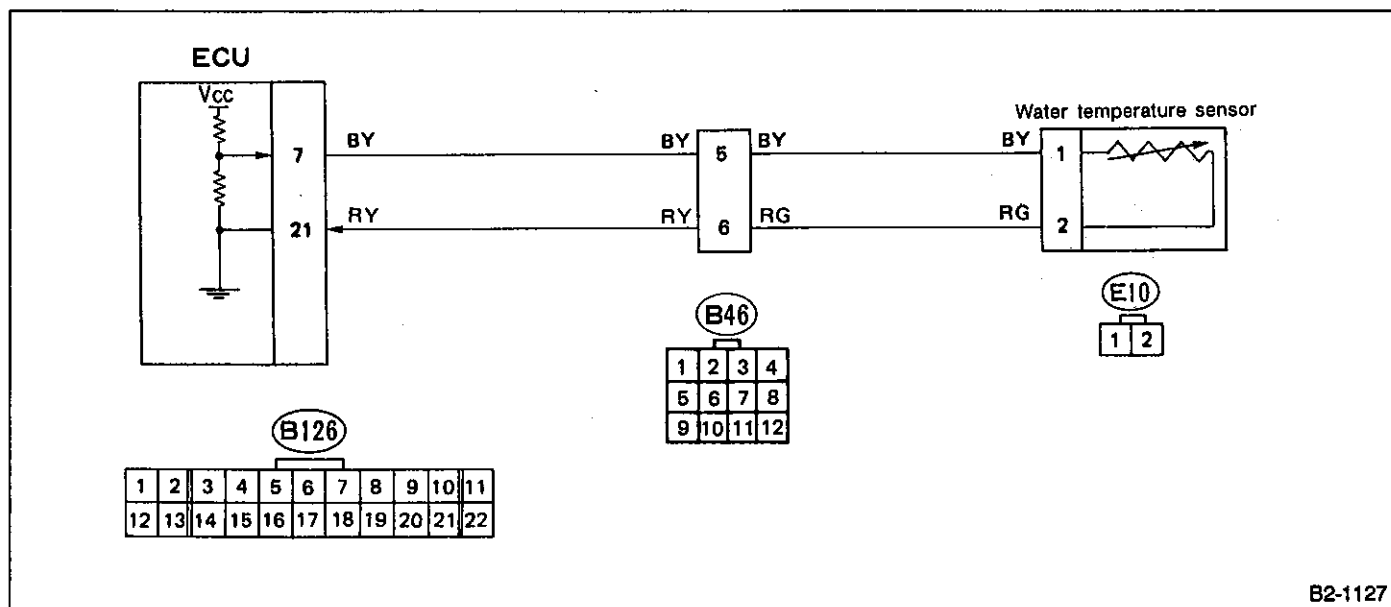 ECU
Vcc
Water temperature sensor
7 BY BY 5 BY BY 1
21 RY RY 6 RG RG 2
E10
1 2
B46
1 2 3 4
5 6 7 8
9 10 11 12
B126
1 2 3 4 5 6 7 8 9 10 11
12 13 14 15 16 17 18 19 20 21 22
B2-1127